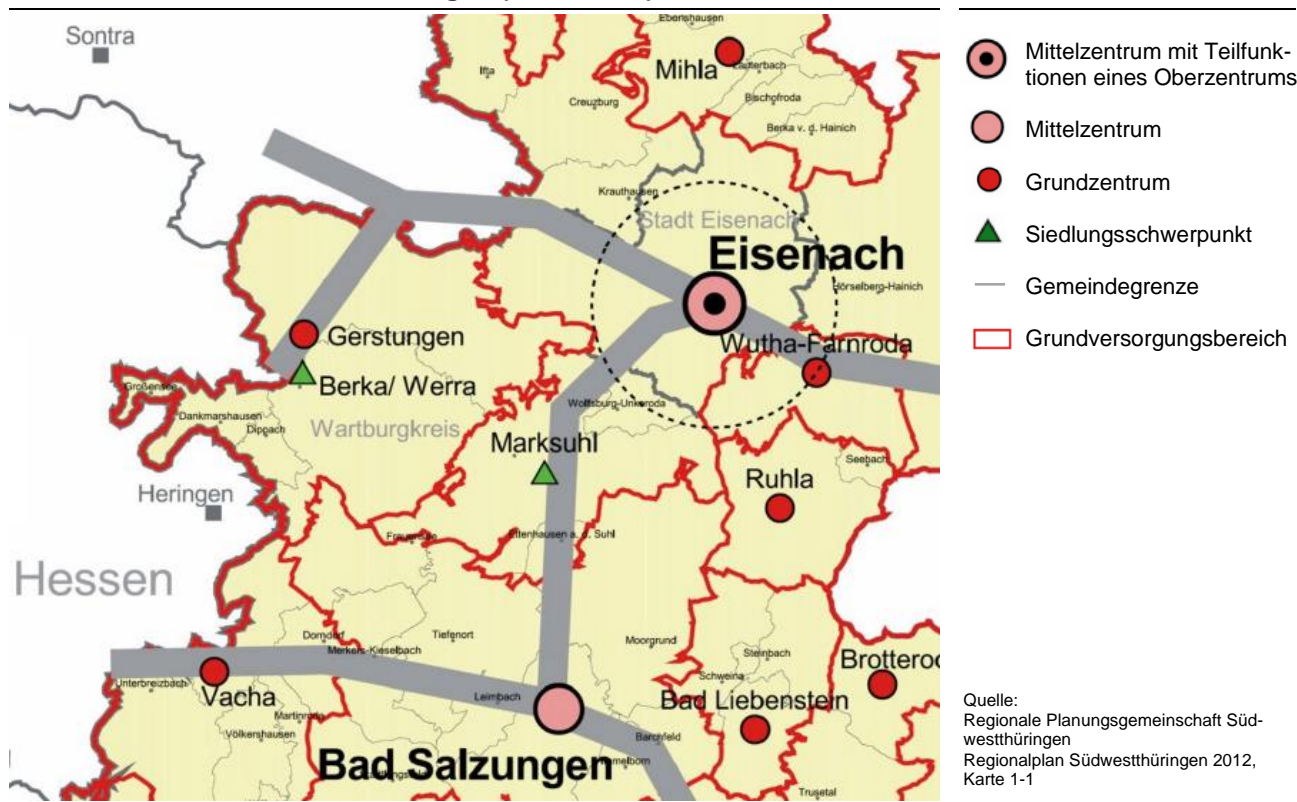 Sontra
Ebenshausen
Mihla
Lauterbach
Ifta
Creuzburg
Bischofroda
Berka v. d. Hainich
Krauthausen
Stadt Eisenach
Eisenach
Hörselberg-Hainich
Gerstungen
Wutha-Farnroda
Großensee
Berka/ Werra
Dankmarshausen
Dippach
Wartburgkreis
Wolfsburg-Unkeroda
Marksuhl
Seebach
Ruhla
Heringen
Frauensee
Ettenhausen a. d. Suhl
Hessen
Dorndorf
Tiefenort
Moorgrund
Merkers-Kieselbach
Steinbach
Brottero
Unterbreizbach
Vacha
Leimbach
Schweina
Bad Liebenstein
Martinroda
Völkershausen
Barchfeld
Bad Salzungen
Trusetal
Mittelzentrum mit Teilfunk-
tionen eines Oberzentrums
Mittelzentrum
Grundzentrum
Siedlungsschwerpunkt
Gemeindegrenze
Grundversorgungsbereich
Quelle:
Regionale Planungsgemeinschaft Süd-
westthüringen
Regionalplan Südwestthüringen 2012,
Karte 1-1